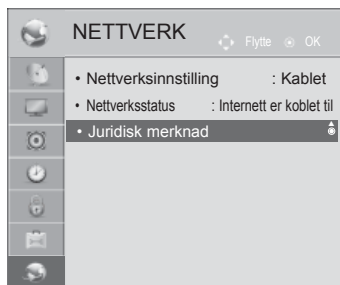 NETTVERK
Flytte OK
• Nettverksinnstilling : Kablet
• Nettverksstatus : Internett er koblet til
• Juridisk merknad